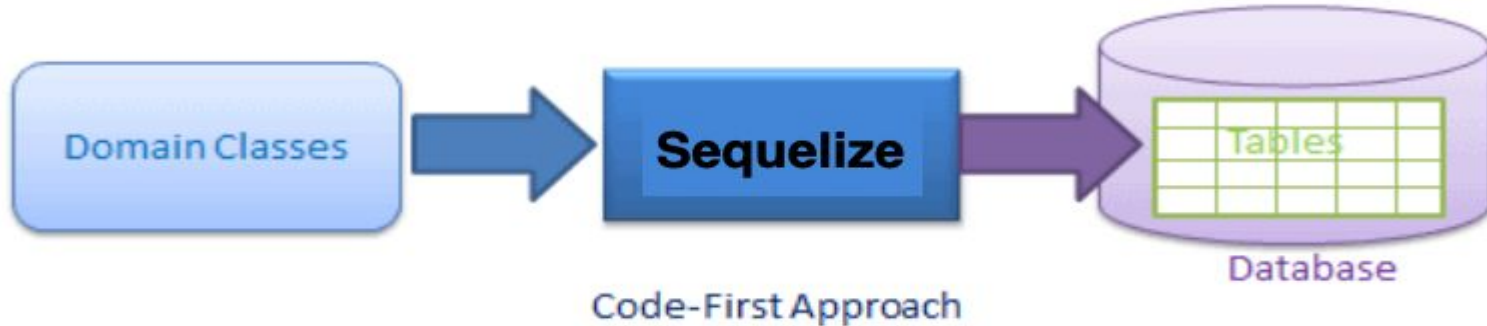 Domain Classes
Sequelize
Tables
Database
Code-First Approach